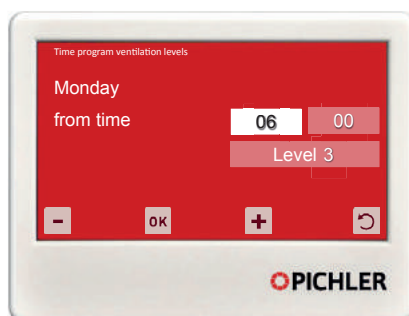 Time program ventilation levels
Monday
from time 06 00
Level 3
- OK +
PICHLER